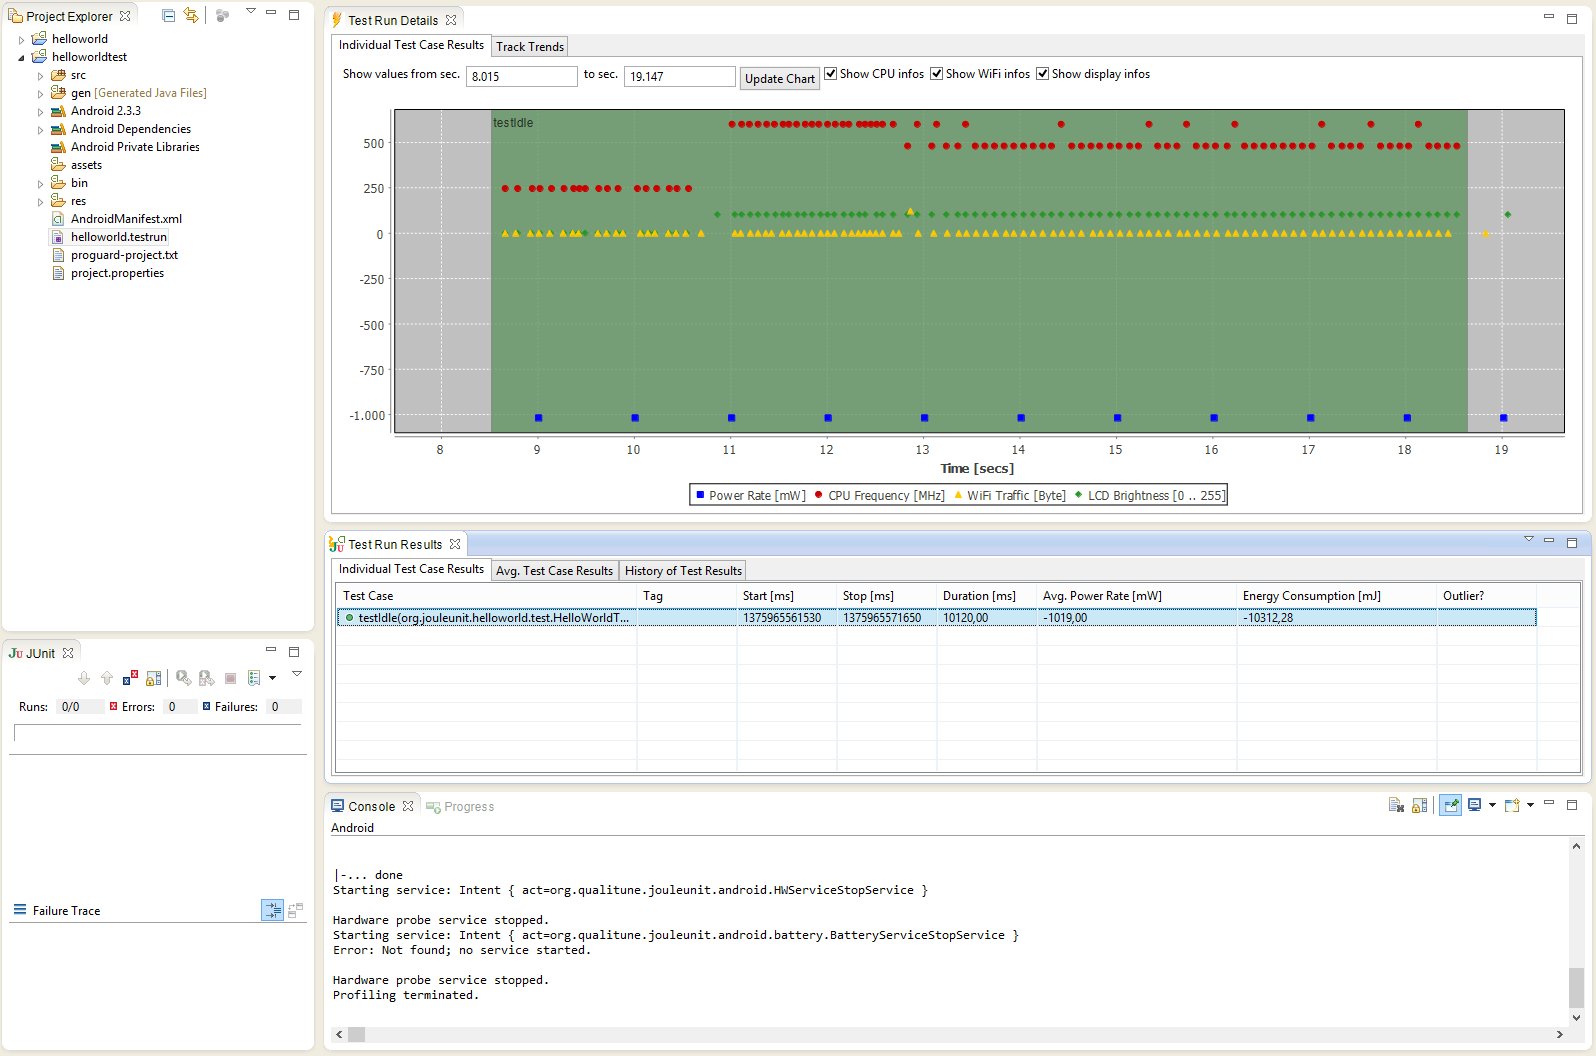 Project Explorer
helloworld
helloworldtest
src
gen [Generated Java Files]
Android 2.3.3
Android Dependencies
Android Private Libraries
assets
bin
res
AndroidManifest.xml
helloworld.testrun
proguard-project.txt
project.properties
JUnit
Runs: 0/0 Errors: 0 Failures: 0
Failure Trace
Test Run Details
Individual Test Case Results Track Trends
Show values from sec. 8.015 to sec. 19.147 Update Chart Show CPU infos Show WiFi infos Show display infos
testIdle
500
250
0
-250
-500
-750
-1.000
8 9 10 11 12 13 14 15 16 17 18 19
Time [secs]
Power Rate [mW] CPU Frequency [MHz] WiFi Traffic [Byte] LCD Brightness [0 .. 255]
Test Run Results
Individual Test Case Results Avg. Test Case Results History of Test Results
Test Case Tag Start [ms] Stop [ms] Duration [ms] Avg. Power Rate [mW] Energy Consumption [mJ] Outlier?
testIdle(org.jouleunit.helloworld.test.HelloWorldT... 1375965561530 1375965571650 10120,00 -1019,00 -10312,28
Console Progress
Android
|-... done
Starting service: Intent { act=org.qualitune.jouleunit.android.HWServiceStopService }
Hardware probe service stopped.
Starting service: Intent { act=org.qualitune.jouleunit.android.battery.BatteryServiceStopService }
Error: Not found; no service started.
Hardware probe service stopped.
Profiling terminated.